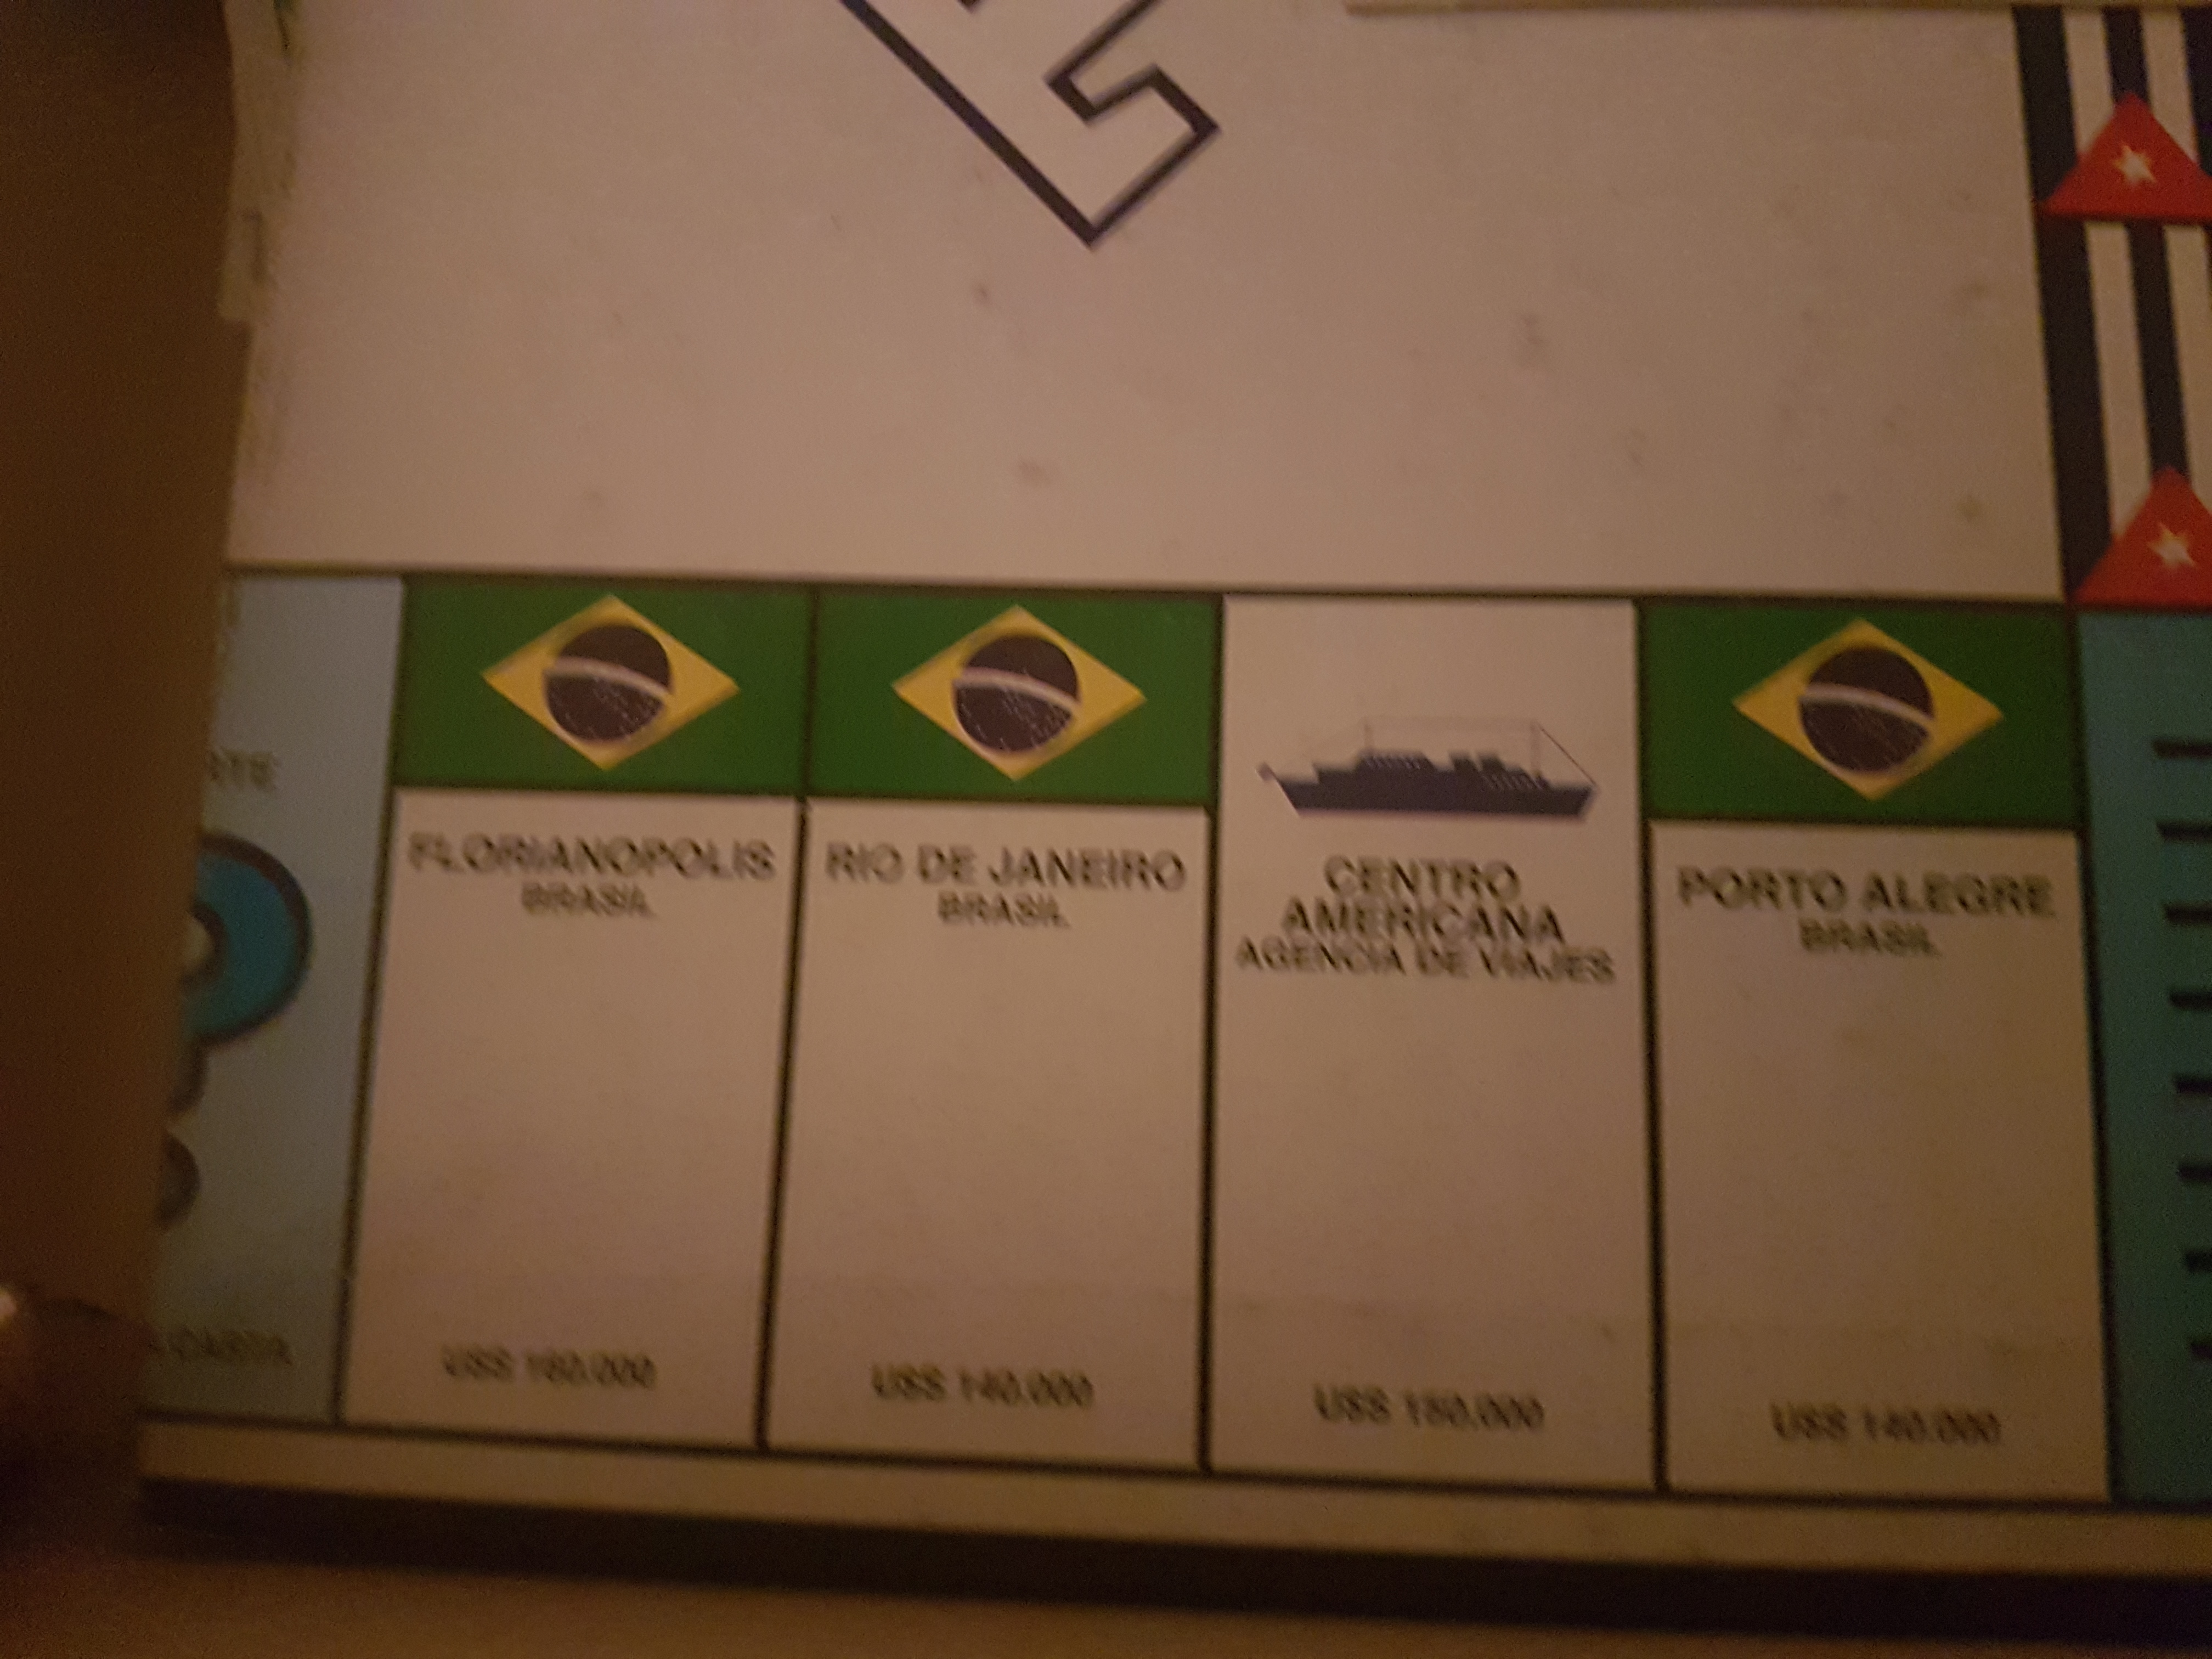 FLORIANOPOLIS
BRASIL
US$ 160.000
RIO DE JANEIRO
BRASIL
US$ 140.000
CENTRO
AMERICANA
AGENCIA DE VIAJES
US$ 150.000
PORTO ALEGRE
BRASIL
US$ 140.000